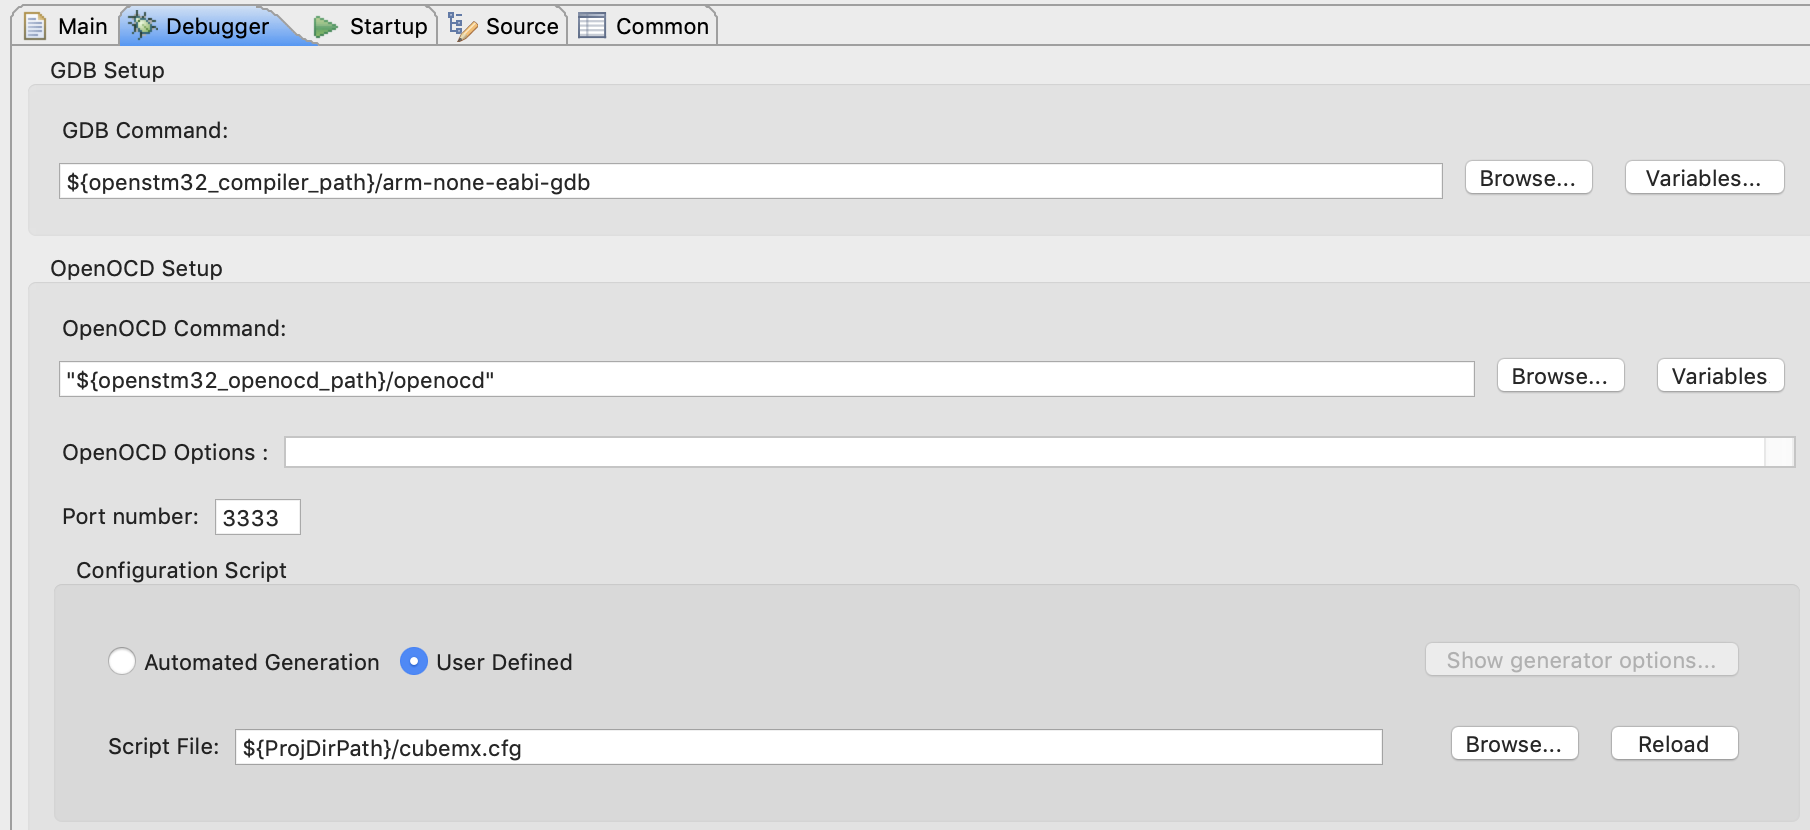 Main Debugger Startup Source Common
GDB Setup
GDB Command:
${openstm32_compiler_path}/arm-none-eabi-gdb Browse... Variables...
OpenOCD Setup
OpenOCD Command:
"${openstm32_openocd_path}/openocd" Browse... Variables
OpenOCD Options :
Port number: 3333
Configuration Script
Automated Generation User Defined Show generator options...
Script File: ${ProjDirPath}/cubemx.cfg Browse... Reload